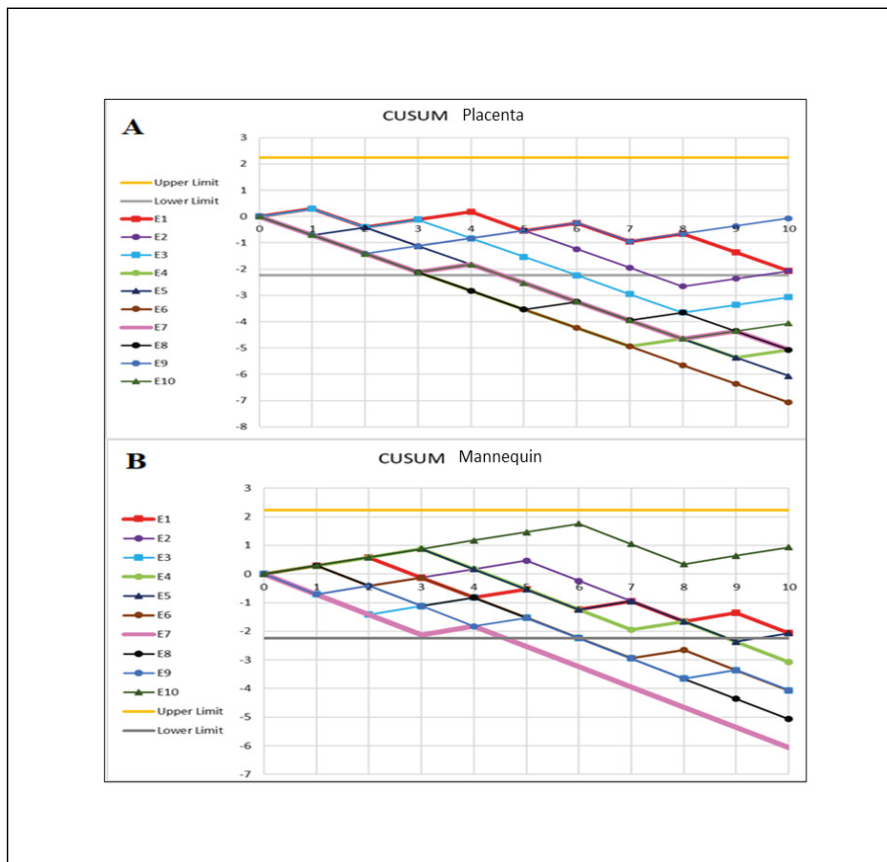 A
CUSUM Placenta
3
2
1
0
-1
-2
-3
-4
-5
-6
-7
-8
0 1 2 3 4 5 6 7 8 9 10
Upper Limit
Lower Limit
E1
E2
E3
E4
E5
E6
E7
E8
E9
E10
B
CUSUM Mannequin
3
2
1
0
-1
-2
-3
-4
-5
-6
-7
0 1 2 3 4 5 6 7 8 9 10
E1
E2
E3
E4
E5
E6
E7
E8
E9
E10
Upper Limit
Lower Limit